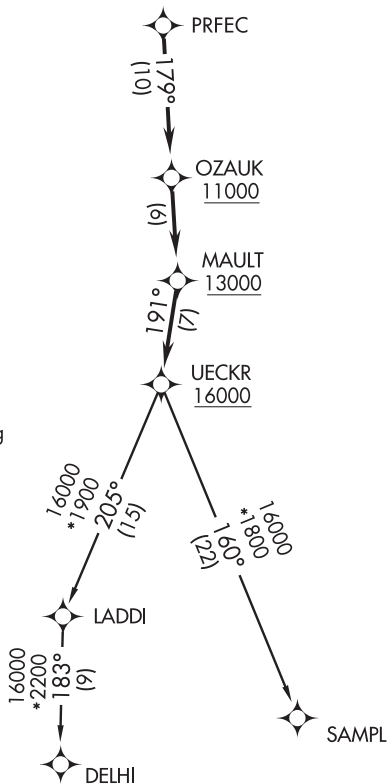 PRFEC
179°
(10)
OZAUK
11000
(9)
MAULT
13000
191°
(7)
UECKR
16000
g
16000
*1900
205°
(15)
16000
*1800
160°
(22)
LADDI
16000
*2200
183°
(9)
SAMPL
DELHI